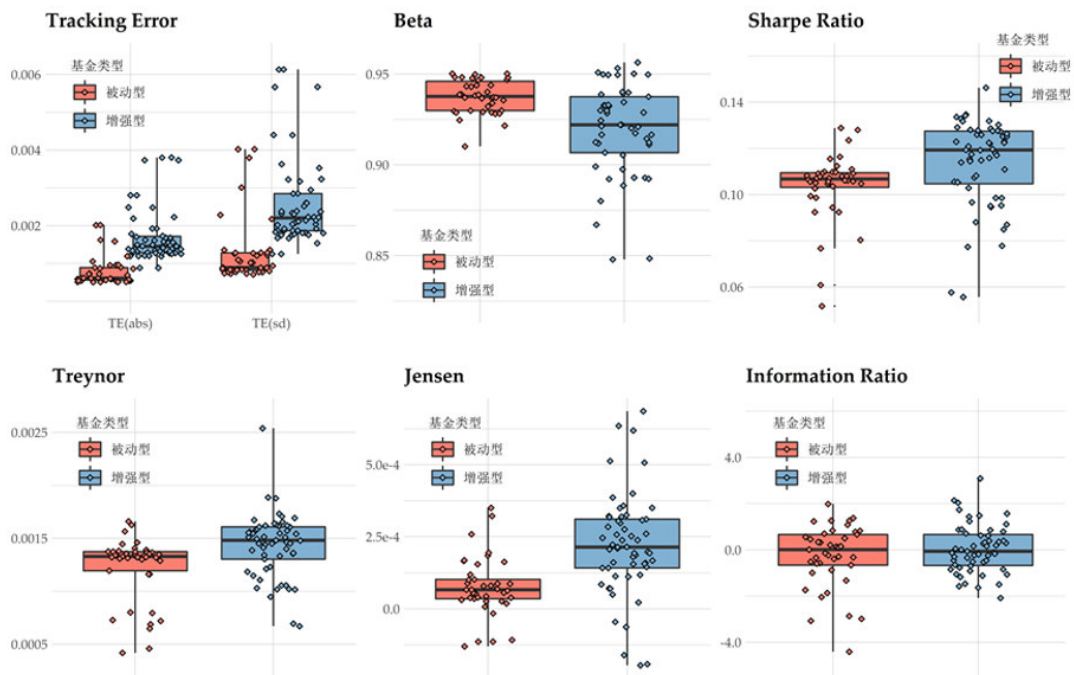 Tracking Error
基金类型
被动型
增强型
0.006
0.004
0.002
TE(abs)
TE(sd)
Beta
0.95
0.90
0.85
基金类型
被动型
增强型
Sharpe Ratio
基金类型
被动型
增强型
0.14
0.10
0.06
Treynor
基金类型
被动型
增强型
0.0025
0.0015
0.0005
Jensen
基金类型
被动型
增强型
5.0e-4
2.5e-4
0.0
Information Ratio
基金类型
被动型
增强型
4.0
0.0
-4.0